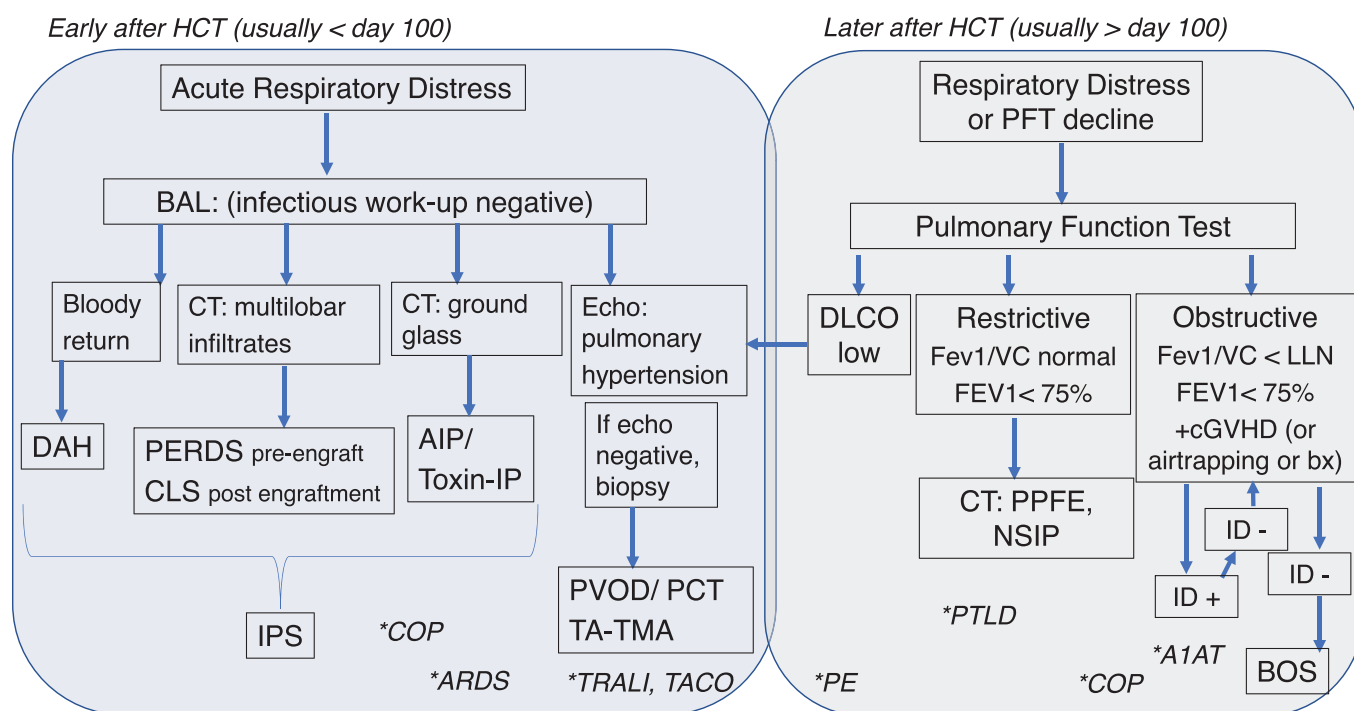 Early after HCT (usually < day 100)
Acute Respiratory Distress
BAL: (infectious work-up negative)
Bloody
return
CT: multilobar
infiltrates
CT: ground
glass
Echo:
pulmonary
hypertension
DAH
PERDS pre-engraft
CLS post engraftment
AIP/
Toxin-IP
If echo
negative,
biopsy
IPS
PVOD/ PCT
TA-TMA
*COP
*ARDS
*TRALI, TACO
Later after HCT (usually > day 100)
Respiratory Distress
or PFT decline
Pulmonary Function Test
DLCO
low
Restrictive
Fev1/VC normal
FEV1< 75%
Obstructive
Fev1/VC < LLN
FEV1< 75%
+cGVHD (or
airtrapping or bx)
CT: PPFE,
NSIP
ID -
ID +
ID -
BOS
*PTLD
*A1AT
*PE
*COP